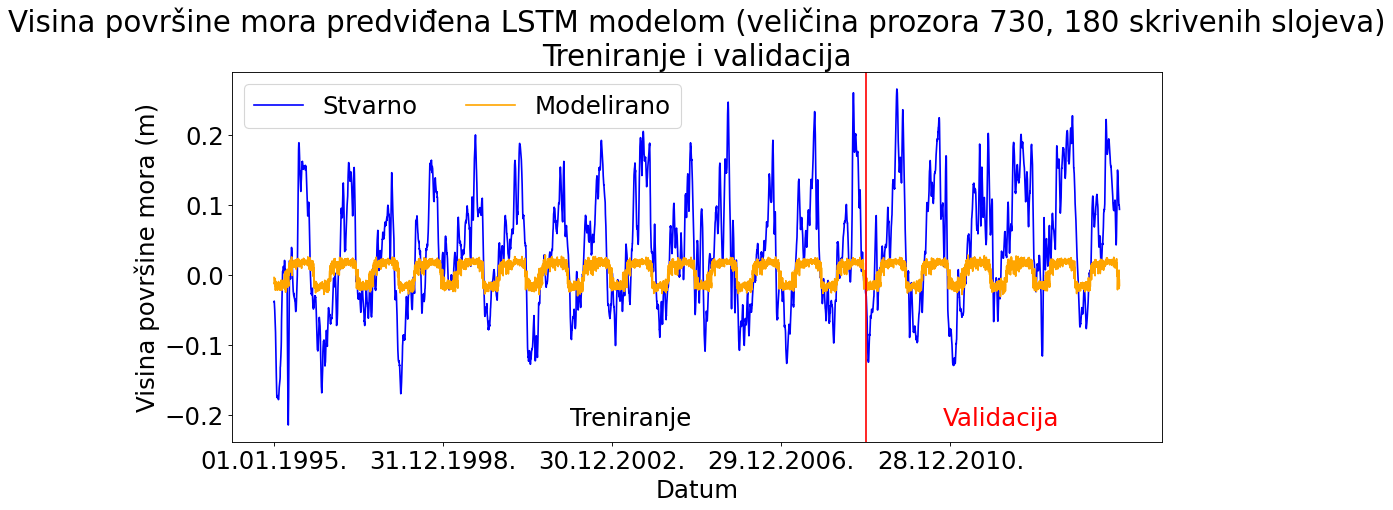 Visina površine mora predviđena LSTM modelom (veličina prozora 730, 180 skrivenih slojeva)
Treniranje i validacija
Stvarno Modelirano
Visina površine mora (m)
0.2
0.1
0.0
−0.1
−0.2
Treniranje Validacija
01.01.1995. 31.12.1998. 30.12.2002. 29.12.2006. 28.12.2010.
Datum